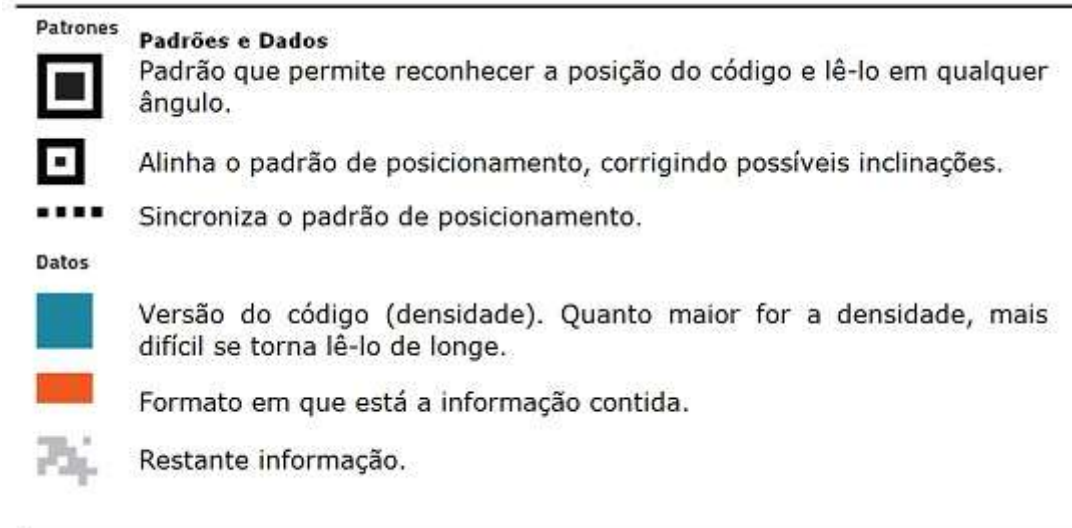 Patrones
Padrões e Dados
Padrão que permite reconhecer a posição do código e lê-lo em qualquer
ângulo.
Alinha o padrão de posicionamento, corrigindo possíveis inclinações.
Sincroniza o padrão de posicionamento.
Datos
Versão do código (densidade). Quanto maior for a densidade, mais
difícil se torna lê-lo de longe.
Formato em que está a informação contida.
Restante informação.